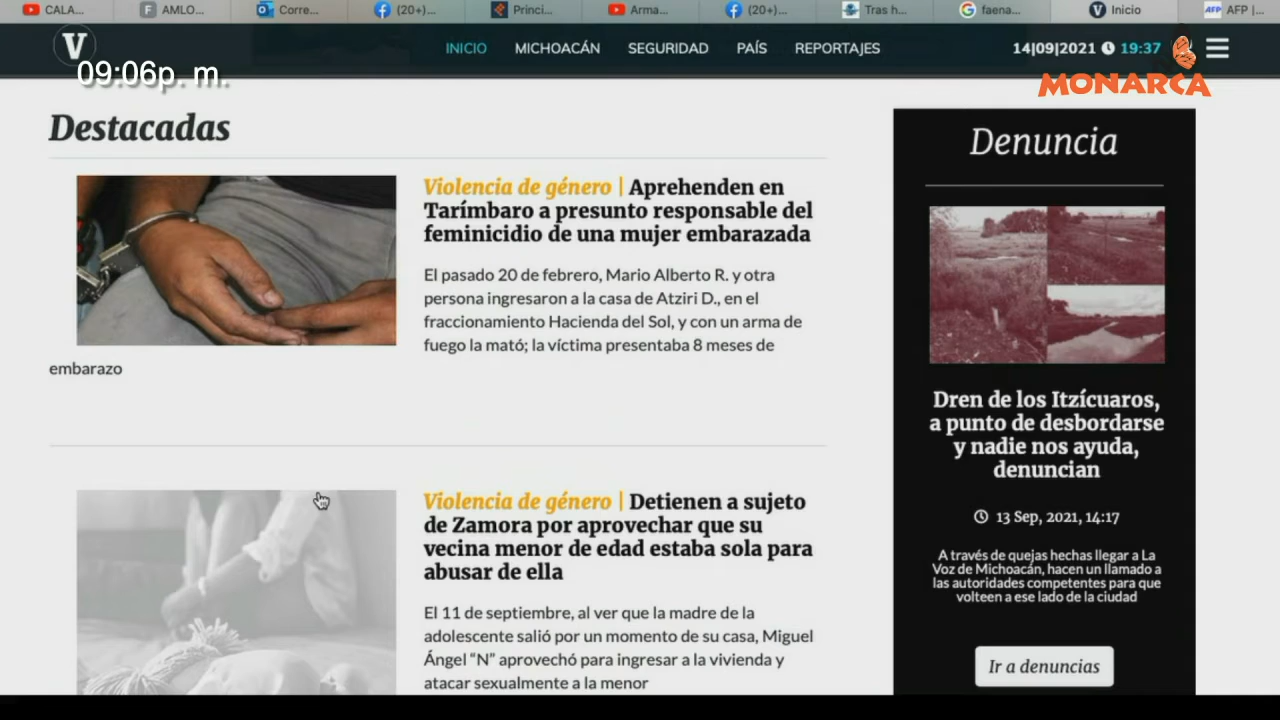 CALA...
AMLO...
Corre...
(20+)...
Princi...
Arma...
(20+)...
Tras h...
faena...
Inicio
AFP |...
V
INICIO
MICHOACÁN
SEGURIDAD
PAÍS
REPORTAJES
14|09|2021 19:37
09:06p. m.
MONARCA
Destacadas
Violencia de género | Aprehenden en
Tarímbaro a presunto responsable del
feminicidio de una mujer embarazada
El pasado 20 de febrero, Mario Alberto R. y otra
persona ingresaron a la casa de Atziri D., en el
fraccionamiento Hacienda del Sol, y con un arma de
fuego la mató; la víctima presentaba 8 meses de
embarazo
Violencia de género | Detienen a sujeto
de Zamora por aprovechar que su
vecina menor de edad estaba sola para
abusar de ella
El 11 de septiembre, al ver que la madre de la
adolescente salió por un momento de su casa, Miguel
Ángel “N” aprovechó para ingresar a la vivienda y
atacar sexualmente a la menor
Denuncia
Dren de los Itzícuaros,
a punto de desbordarse
y nadie nos ayuda,
denuncian
13 Sep, 2021, 14:17
A través de quejas hechas llegar a La
Voz de Michoacán, hacen un llamado a
las autoridades competentes para que
volteen a ese lado de la ciudad
Ir a denuncias